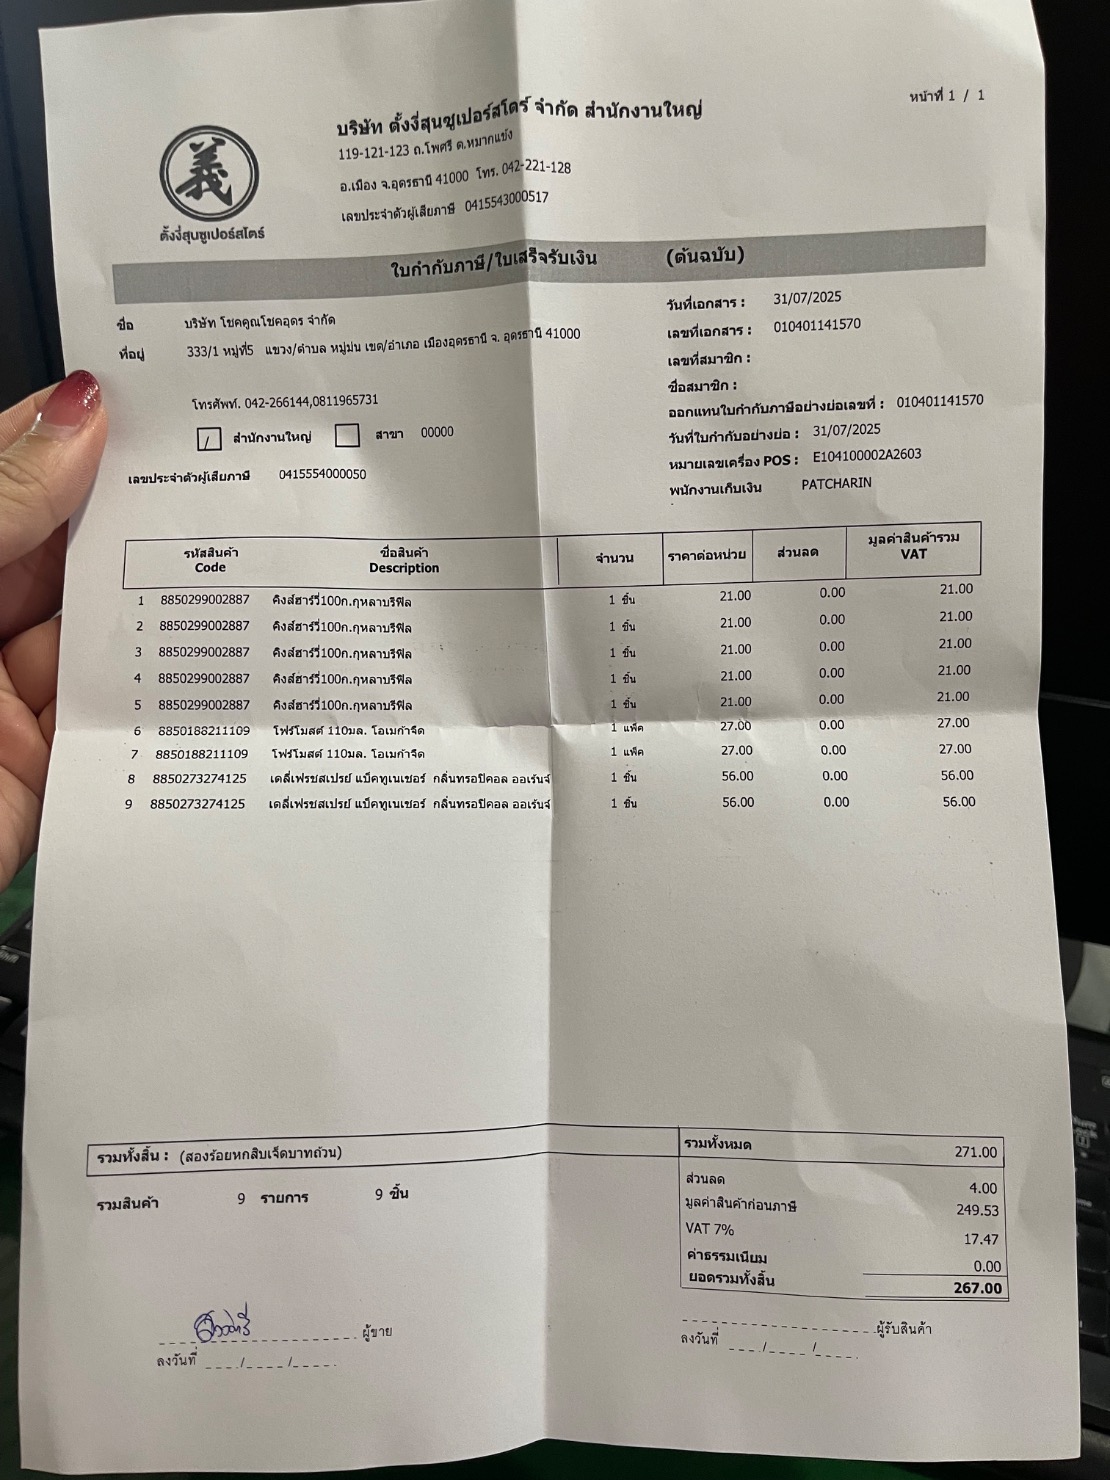 หน้าที่ 1 / 1
義
ตั้งงี่สุนซูเปอร์สโตร์
บริษัท ตั้งงี่สุนซูเปอร์สโตร์ จำกัด สำนักงานใหญ่
119-121-123 ถ.โพศรี ต.หมากแข้ง
อ.เมือง จ.อุดรธานี 41000 โทร. 042-221-128
เลขประจำตัวผู้เสียภาษี 0415543000517
ใบกำกับภาษี/ใบเสร็จรับเงิน (ต้นฉบับ)
ชื่อ บริษัท โชคคูณโชคอุดร จำกัด
ที่อยู่ 333/1 หมู่ที่5 แขวง/ตำบล หมู่ม่น เขต/อำเภอ เมืองอุดรธานี จ. อุดรธานี 41000
โทรศัพท์. 042-266144,0811965731
/ สำนักงานใหญ่ สาขา 00000
เลขประจำตัวผู้เสียภาษี 0415554000050
วันที่เอกสาร : 31/07/2025
เลขที่เอกสาร : 010401141570
เลขที่สมาชิก :
ชื่อสมาชิก :
ออกแทนใบกำกับภาษีอย่างย่อเลขที่ : 010401141570
วันที่ใบกำกับอย่างย่อ : 31/07/2025
หมายเลขเครื่อง POS : E104100002A2603
พนักงานเก็บเงิน PATCHARIN
รหัสสินค้า ชื่อสินค้า จำนวน ราคาต่อหน่วย ส่วนลด มูลค่าสินค้ารวม
Code Description VAT
1 8850299002887 คิงส์ฮาร์วี่100ก.กุหลาบรีฟิล 1 ชิ้น 21.00 0.00 21.00
2 8850299002887 คิงส์ฮาร์วี่100ก.กุหลาบรีฟิล 1 ชิ้น 21.00 0.00 21.00
3 8850299002887 คิงส์ฮาร์วี่100ก.กุหลาบรีฟิล 1 ชิ้น 21.00 0.00 21.00
4 8850299002887 คิงส์ฮาร์วี่100ก.กุหลาบรีฟิล 1 ชิ้น 21.00 0.00 21.00
5 8850299002887 คิงส์ฮาร์วี่100ก.กุหลาบรีฟิล 1 ชิ้น 21.00 0.00 21.00
6 8850188211109 โฟร์โมสต์ 110มล. โอเมก้าจืด 1 แพ็ค 27.00 0.00 27.00
7 8850188211109 โฟร์โมสต์ 110มล. โอเมก้าจืด 1 แพ็ค 27.00 0.00 27.00
8 8850273274125 เดลี่เฟรชสเปรย์ แบ็คทูเนเชอร์ กลิ่นทรอปิคอล ออเร้นจ์ 1 ชิ้น 56.00 0.00 56.00
9 8850273274125 เดลี่เฟรชสเปรย์ แบ็คทูเนเชอร์ กลิ่นทรอปิคอล ออเร้นจ์ 1 ชิ้น 56.00 0.00 56.00
รวมทั้งสิ้น : (สองร้อยหกสิบเจ็ดบาทถ้วน)
รวมสินค้า 9 รายการ 9 ชิ้น
รวมทั้งหมด 271.00
ส่วนลด 4.00
มูลค่าสินค้าก่อนภาษี 249.53
VAT 7% 17.47
ค่าธรรมเนียม 0.00
ยอดรวมทั้งสิ้น 267.00
ผู้ขาย
ลงวันที่ ____/____/____
ผู้รับสินค้า
ลงวันที่ ____/____/____